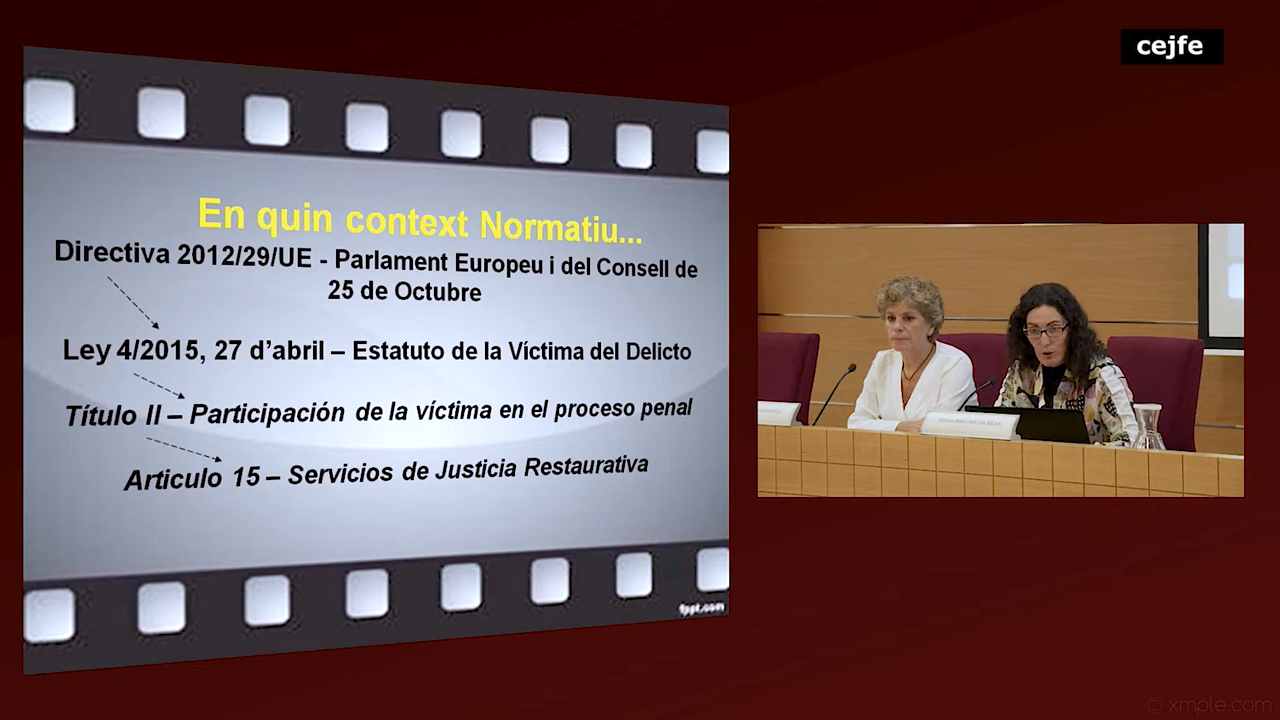 cejfe
En quin context Normatiu...
Directiva 2012/29/UE - Parlament Europeu i del Consell de
25 de Octubre
Ley 4/2015, 27 d’abril – Estatuto de la Víctima del Delicto
Título II – Participación de la víctima en el proceso penal
Articulo 15 – Servicios de Justicia Restaurativa
fppt.com
© xmple.com